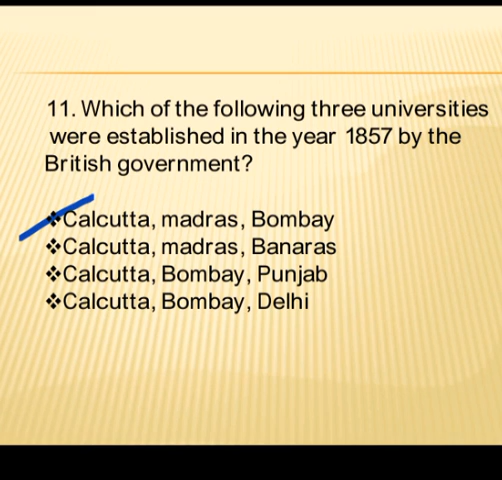 11. Which of the following three universities
were established in the year 1857 by the
British government?
❖Calcutta, madras, Bombay
❖Calcutta, madras, Banaras
❖Calcutta, Bombay, Punjab
❖Calcutta, Bombay, Delhi